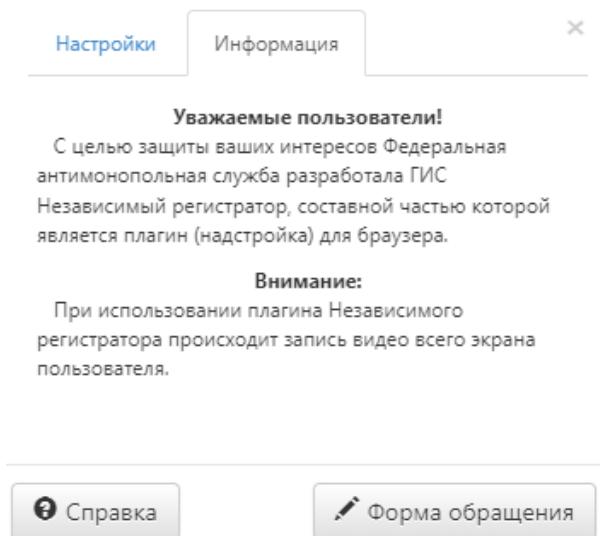 Настройки
Информация
×
Уважаемые пользователи!
С целью защиты ваших интересов Федеральная
антимонопольная служба разработала ГИС
Независимый регистратор, составной частью которой
является плагин (надстройка) для браузера.
Внимание:
При использовании плагина Независимого
регистратора происходит запись видео всего экрана
пользователя.
Справка
Форма обращения